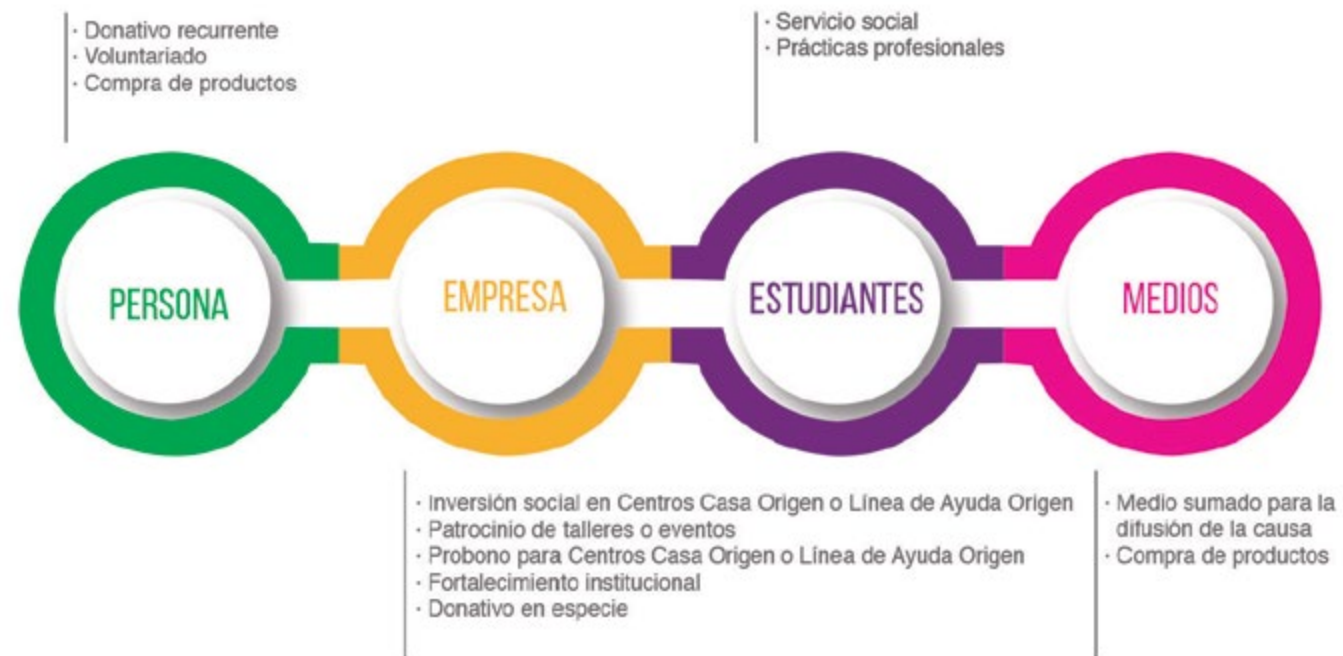 · Donativo recurrente
· Voluntariado
· Compra de productos
· Servicio social
· Prácticas profesionales
PERSONA
EMPRESA
ESTUDIANTES
MEDIOS
· Inversión social en Centros Casa Origen o Línea de Ayuda Origen
· Patrocinio de talleres o eventos
· Probono para Centros Casa Origen o Línea de Ayuda Origen
· Fortalecimiento institucional
· Donativo en especie
· Medio sumado para la
difusión de la causa
· Compra de productos